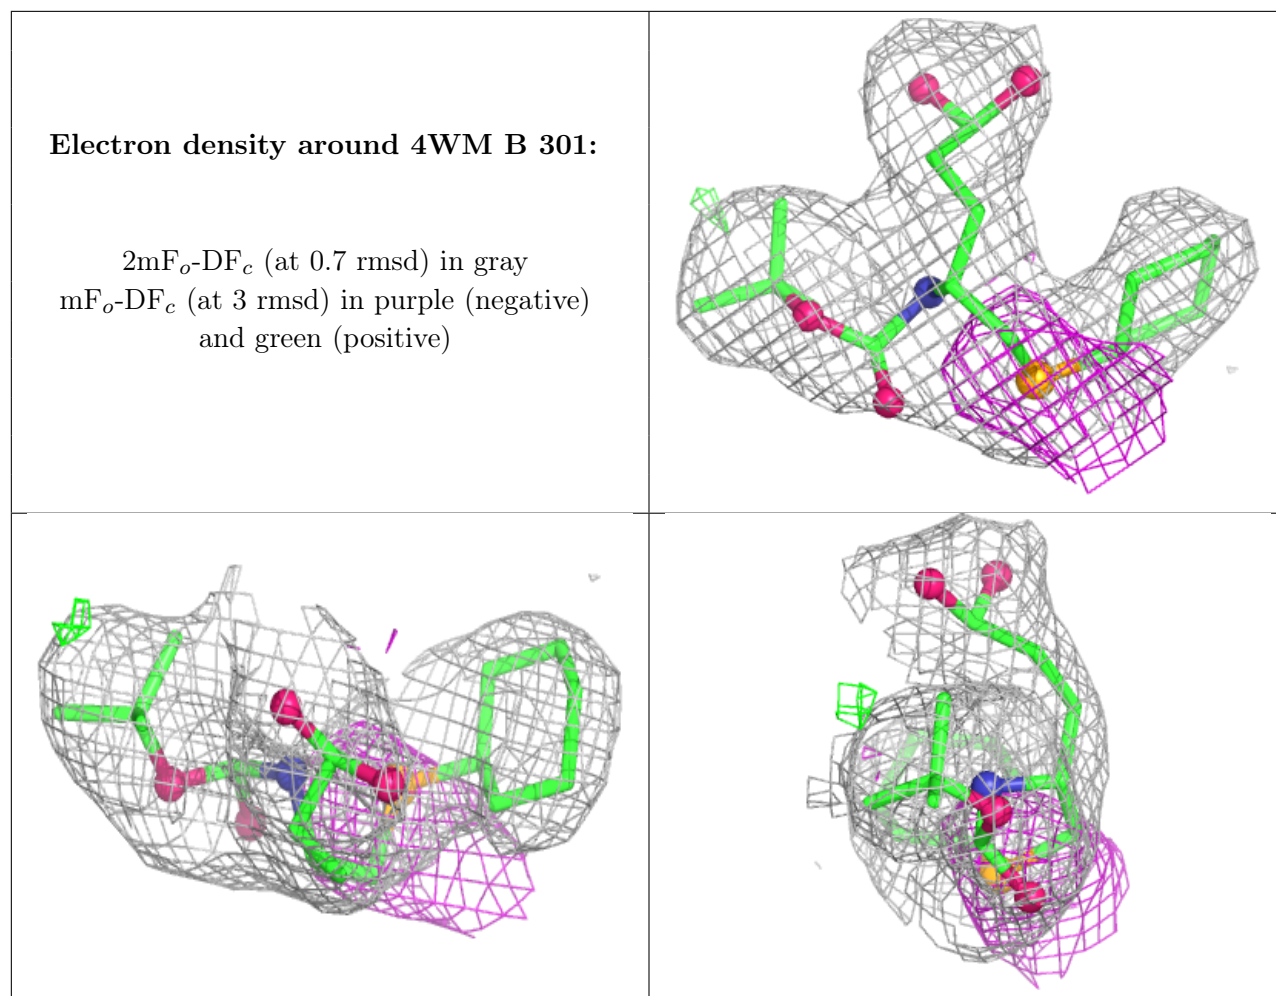 Electron density around 4WM B 301:
2mFo-DFc (at 0.7 rmsd) in gray
mFo-DFc (at 3 rmsd) in purple (negative)
and green (positive)